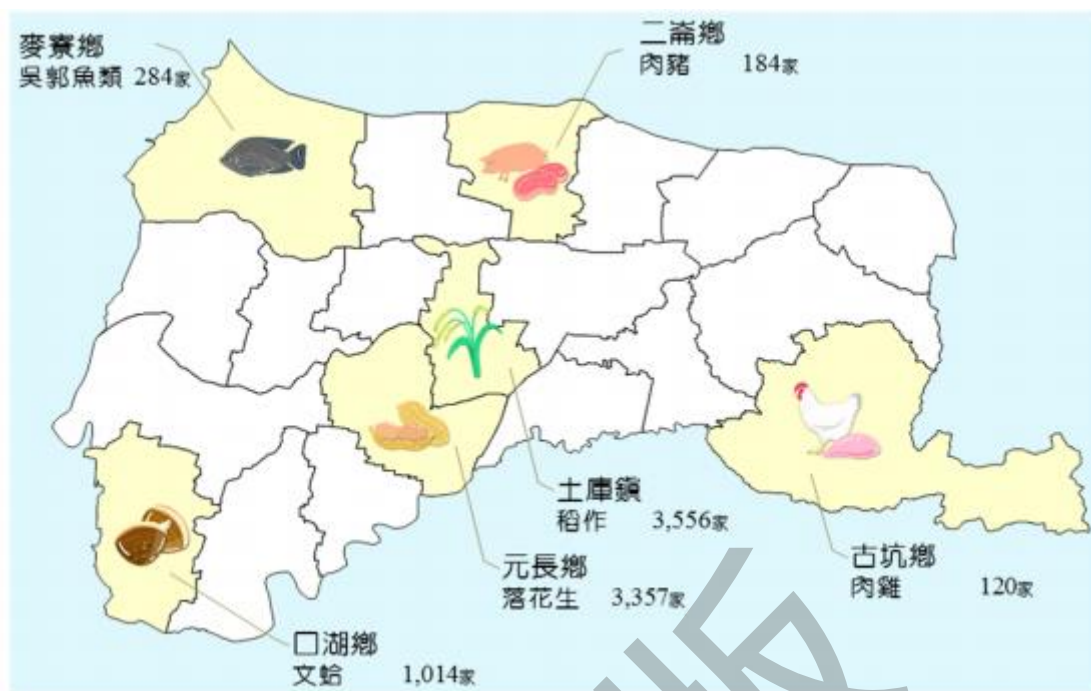 麥寮鄉
吳郭魚類 284家
二崙鄉
肉豬 184家
土庫鎮
稻作 3,556家
元長鄉
落花生 3,357家
古坑鄉
肉雞 120家
口湖鄉
文蛤 1,014家
版